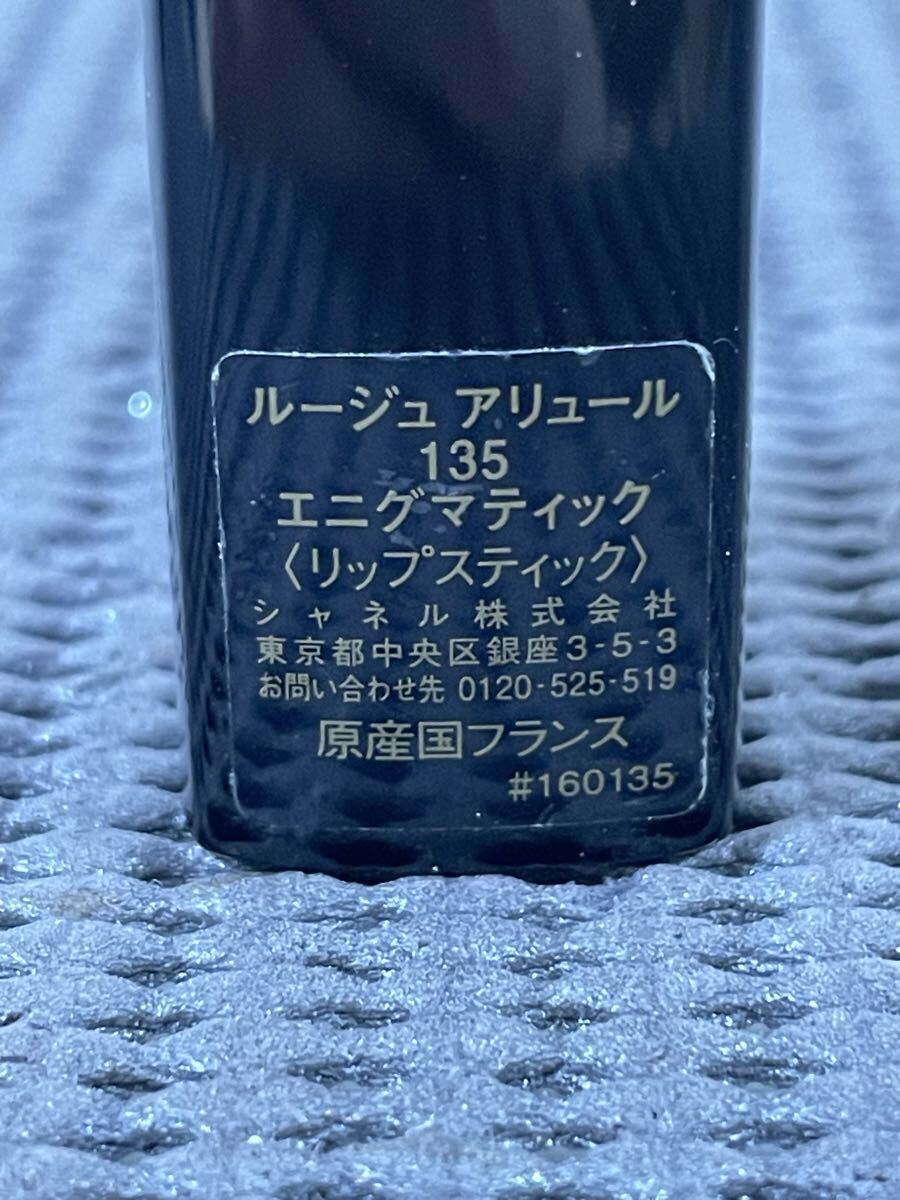 ルージュ アリュール
135
エニグマティック
〈リップスティック〉
シャネル株式会社
東京都中央区銀座3-5-3
お問い合わせ先 0120-525-519
原産国フランス
#160135